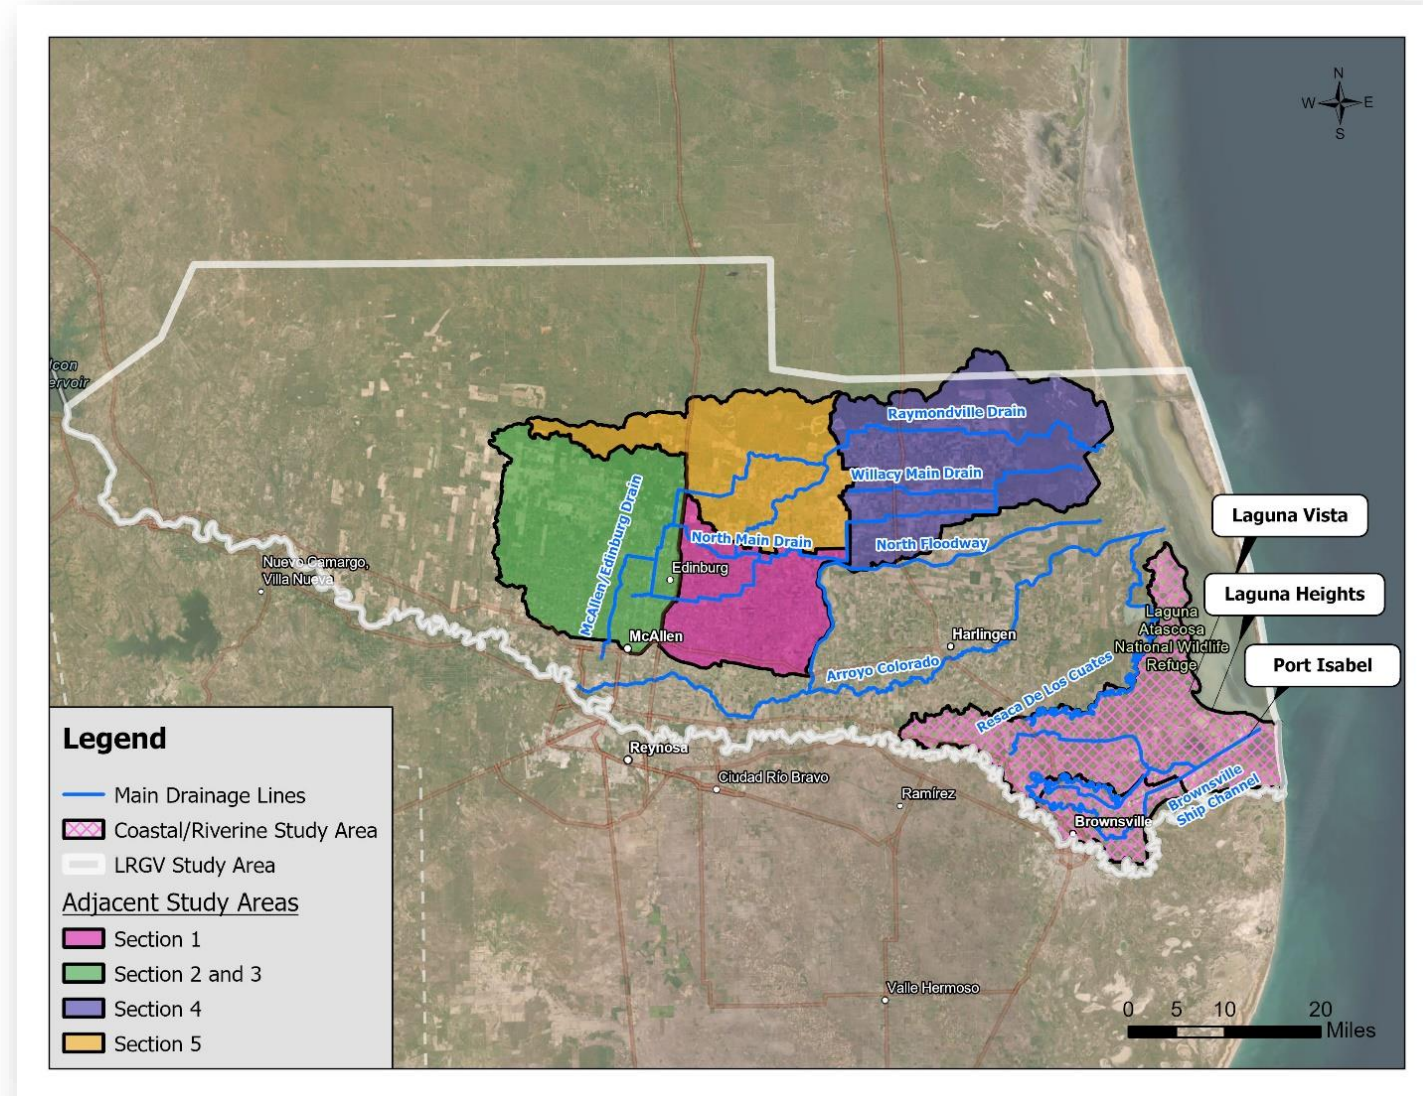 N
W E
S
lcon
ervoir
Raymondville Drain
Willacy Main Drain
McAllen/Edinburg Drain
North Main Drain
North Floodway
Laguna Vista
Nuevo Camargo,
Villa Nueva
Edinburg
Laguna Heights
Laguna
Atascosa
National Wildlife
Refuge
McAllen
Harlingen
Port Isabel
Arroyo Colorado
Resaca De Los Cuates
Reynosa
Ciudad Río Bravo
Ramírez
Brownsville
Ship Channel
Brownsville
Valle Hermoso
Legend
Main Drainage Lines
Coastal/Riverine Study Area
LRGV Study Area
Adjacent Study Areas
Section 1
Section 2 and 3
Section 4
Section 5
0 5 10 20
Miles